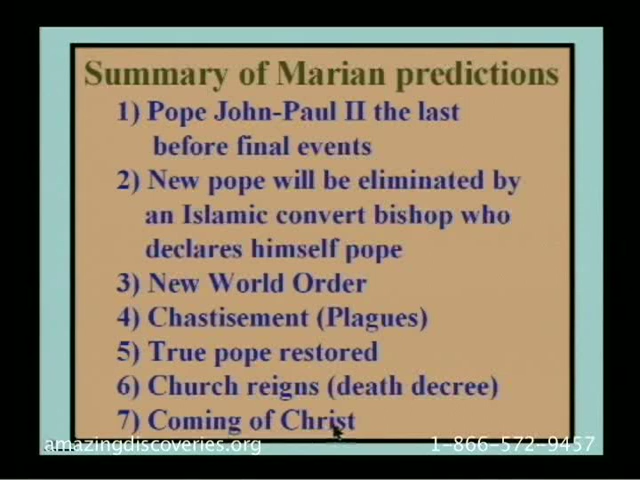 Summary of Marian predictions
1) Pope John-Paul II the last
before final events
2) New pope will be eliminated by
an Islamic convert bishop who
declares himself pope
3) New World Order
4) Chastisement (Plagues)
5) True pope restored
6) Church reigns (death decree)
7) Coming of Christ
amazingdiscoveries.org 1-866-572-9457